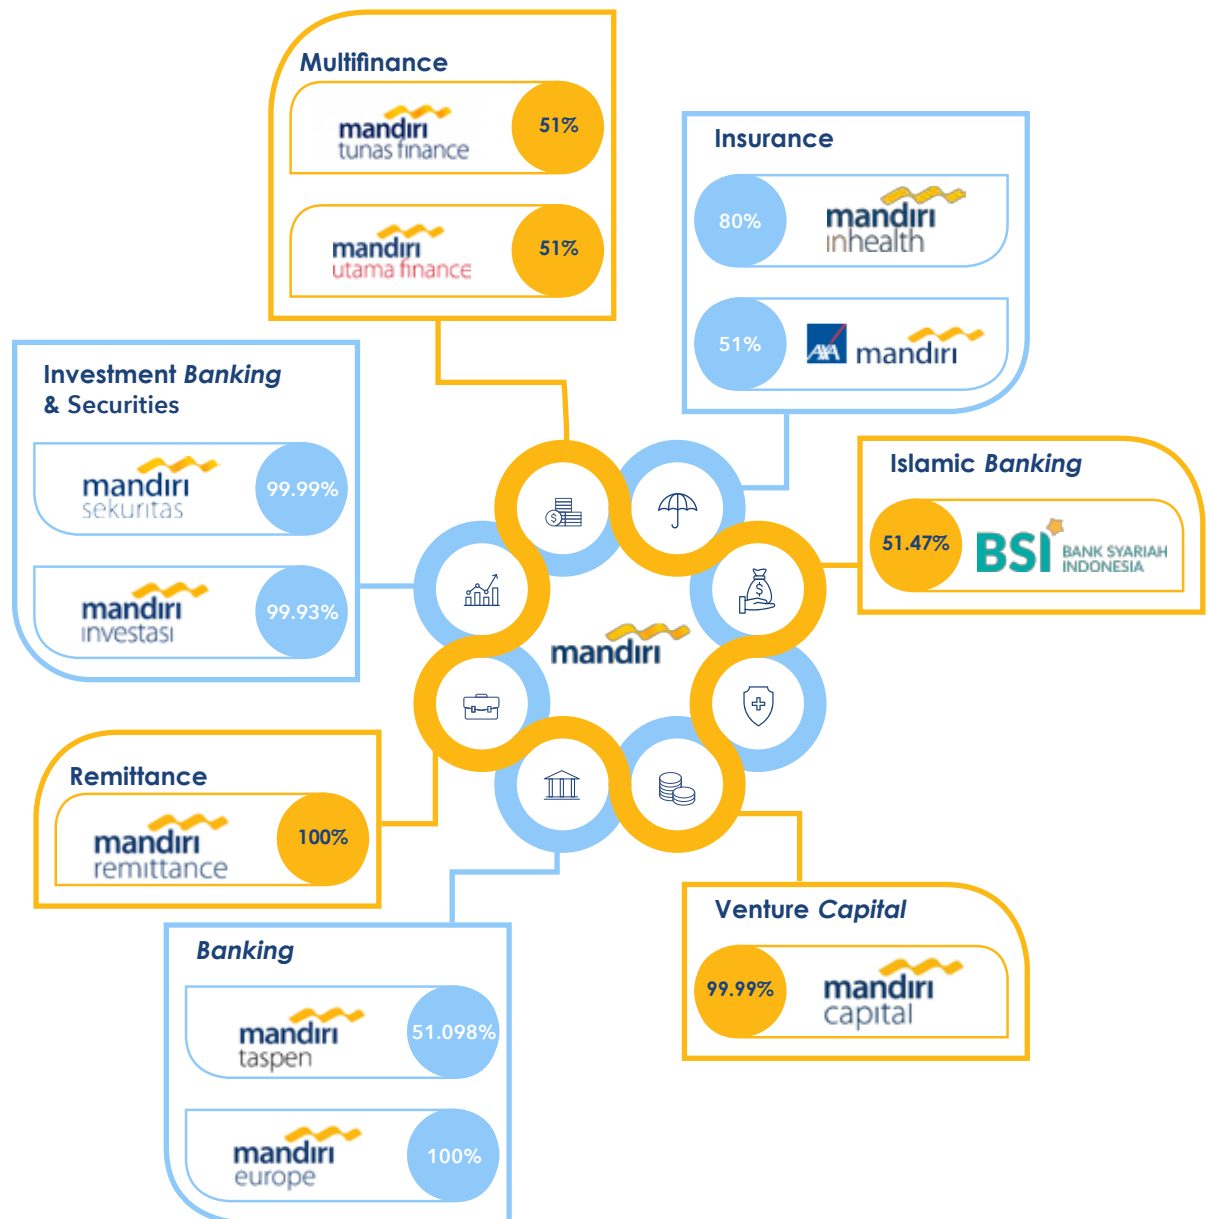 Multifinance
mandiri
tunas finance
51%
mandiri
utama finance
51%
Insurance
80%
mandiri
inhealth
51%
AXA mandiri
Investment Banking
& Securities
mandiri
sekuritas
99.99%
mandiri
investasi
99.93%
Islamic Banking
51.47%
BSI BANK SYARIAH
INDONESIA
mandiri
Remittance
mandiri
remittance
100%
Venture Capital
99.99%
mandiri
capital
Banking
mandiri
taspen
51.098%
mandiri
europe
100%